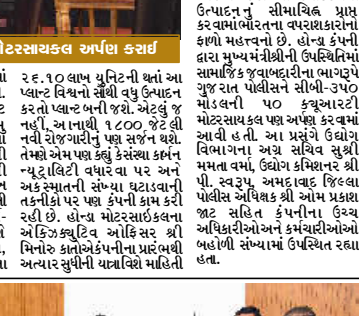 ોટરસાયકલ અર્પણ કરાઈ
૨૬.૧૦ લાખ યુનિટની થતાં આ
પ્લાન્ટ વિશ્વનો સૌથી વધુ ઉત્પાદન
કરતો પ્લાન્ટ બની જશે. એટલું જ
નહીં, આનાથી ૧૮૦૦ જેટલી
નવી રોજગારીનું પણ સર્જન થશે.
તેમણે એમ પણ કહ્યું કે સંસ્થા કાર્બન
ન્યૂટ્રાલિટી વધારવા પર અને
અકસ્માતની સંખ્યા ઘટાડવાની
તકનીકો પર પણ કંપની કામ કરી
રહી છે. હોન્ડા મોટરસાઇકલના
એક્ઝિક્યુટિવ ઓફિસર શ્રી
મિનોરુ કાતોએ કંપનીના પ્રારંભથી
અત્યાર સુધીની યાત્રા વિશે માહિતી
ઉત્પાદનનું સીમાચિહ્ન પ્રાપ્ત
કરવામાં ભારતના વપરાશકારોનો
ફાળો મહત્વનો છે. હોન્ડા કંપની
દ્વારા મુખ્યમંત્રીશ્રીની ઉપસ્થિતિમાં
સામાજિક જવાબદારીના ભાગરૂપે
ગુજરાત પોલીસને સીબી-૩૫૦
મોડલની ૫૦ ક્યૂઆરટી
મોટરસાયકલ પણ અર્પણ કરવામાં
આવી હતી. આ પ્રસંગે ઉદ્યોગ
વિભાગના અગ્ર સચિવ સુશ્રી
મમતા વર્મા, ઉદ્યોગ કમિશનર શ્રી
પી. સ્વરૂપ, અમદાવાદ જિલ્લા
પોલીસ અધિક્ષક શ્રી ઓમ પ્રકાશ
જાટ સહિત કંપનીના ઉચ્ચ
અધિકારીઓ અને કર્મચારીઓઓ
બહોળી સંખ્યામાં ઉપસ્થિત રહ્યા
હતા.